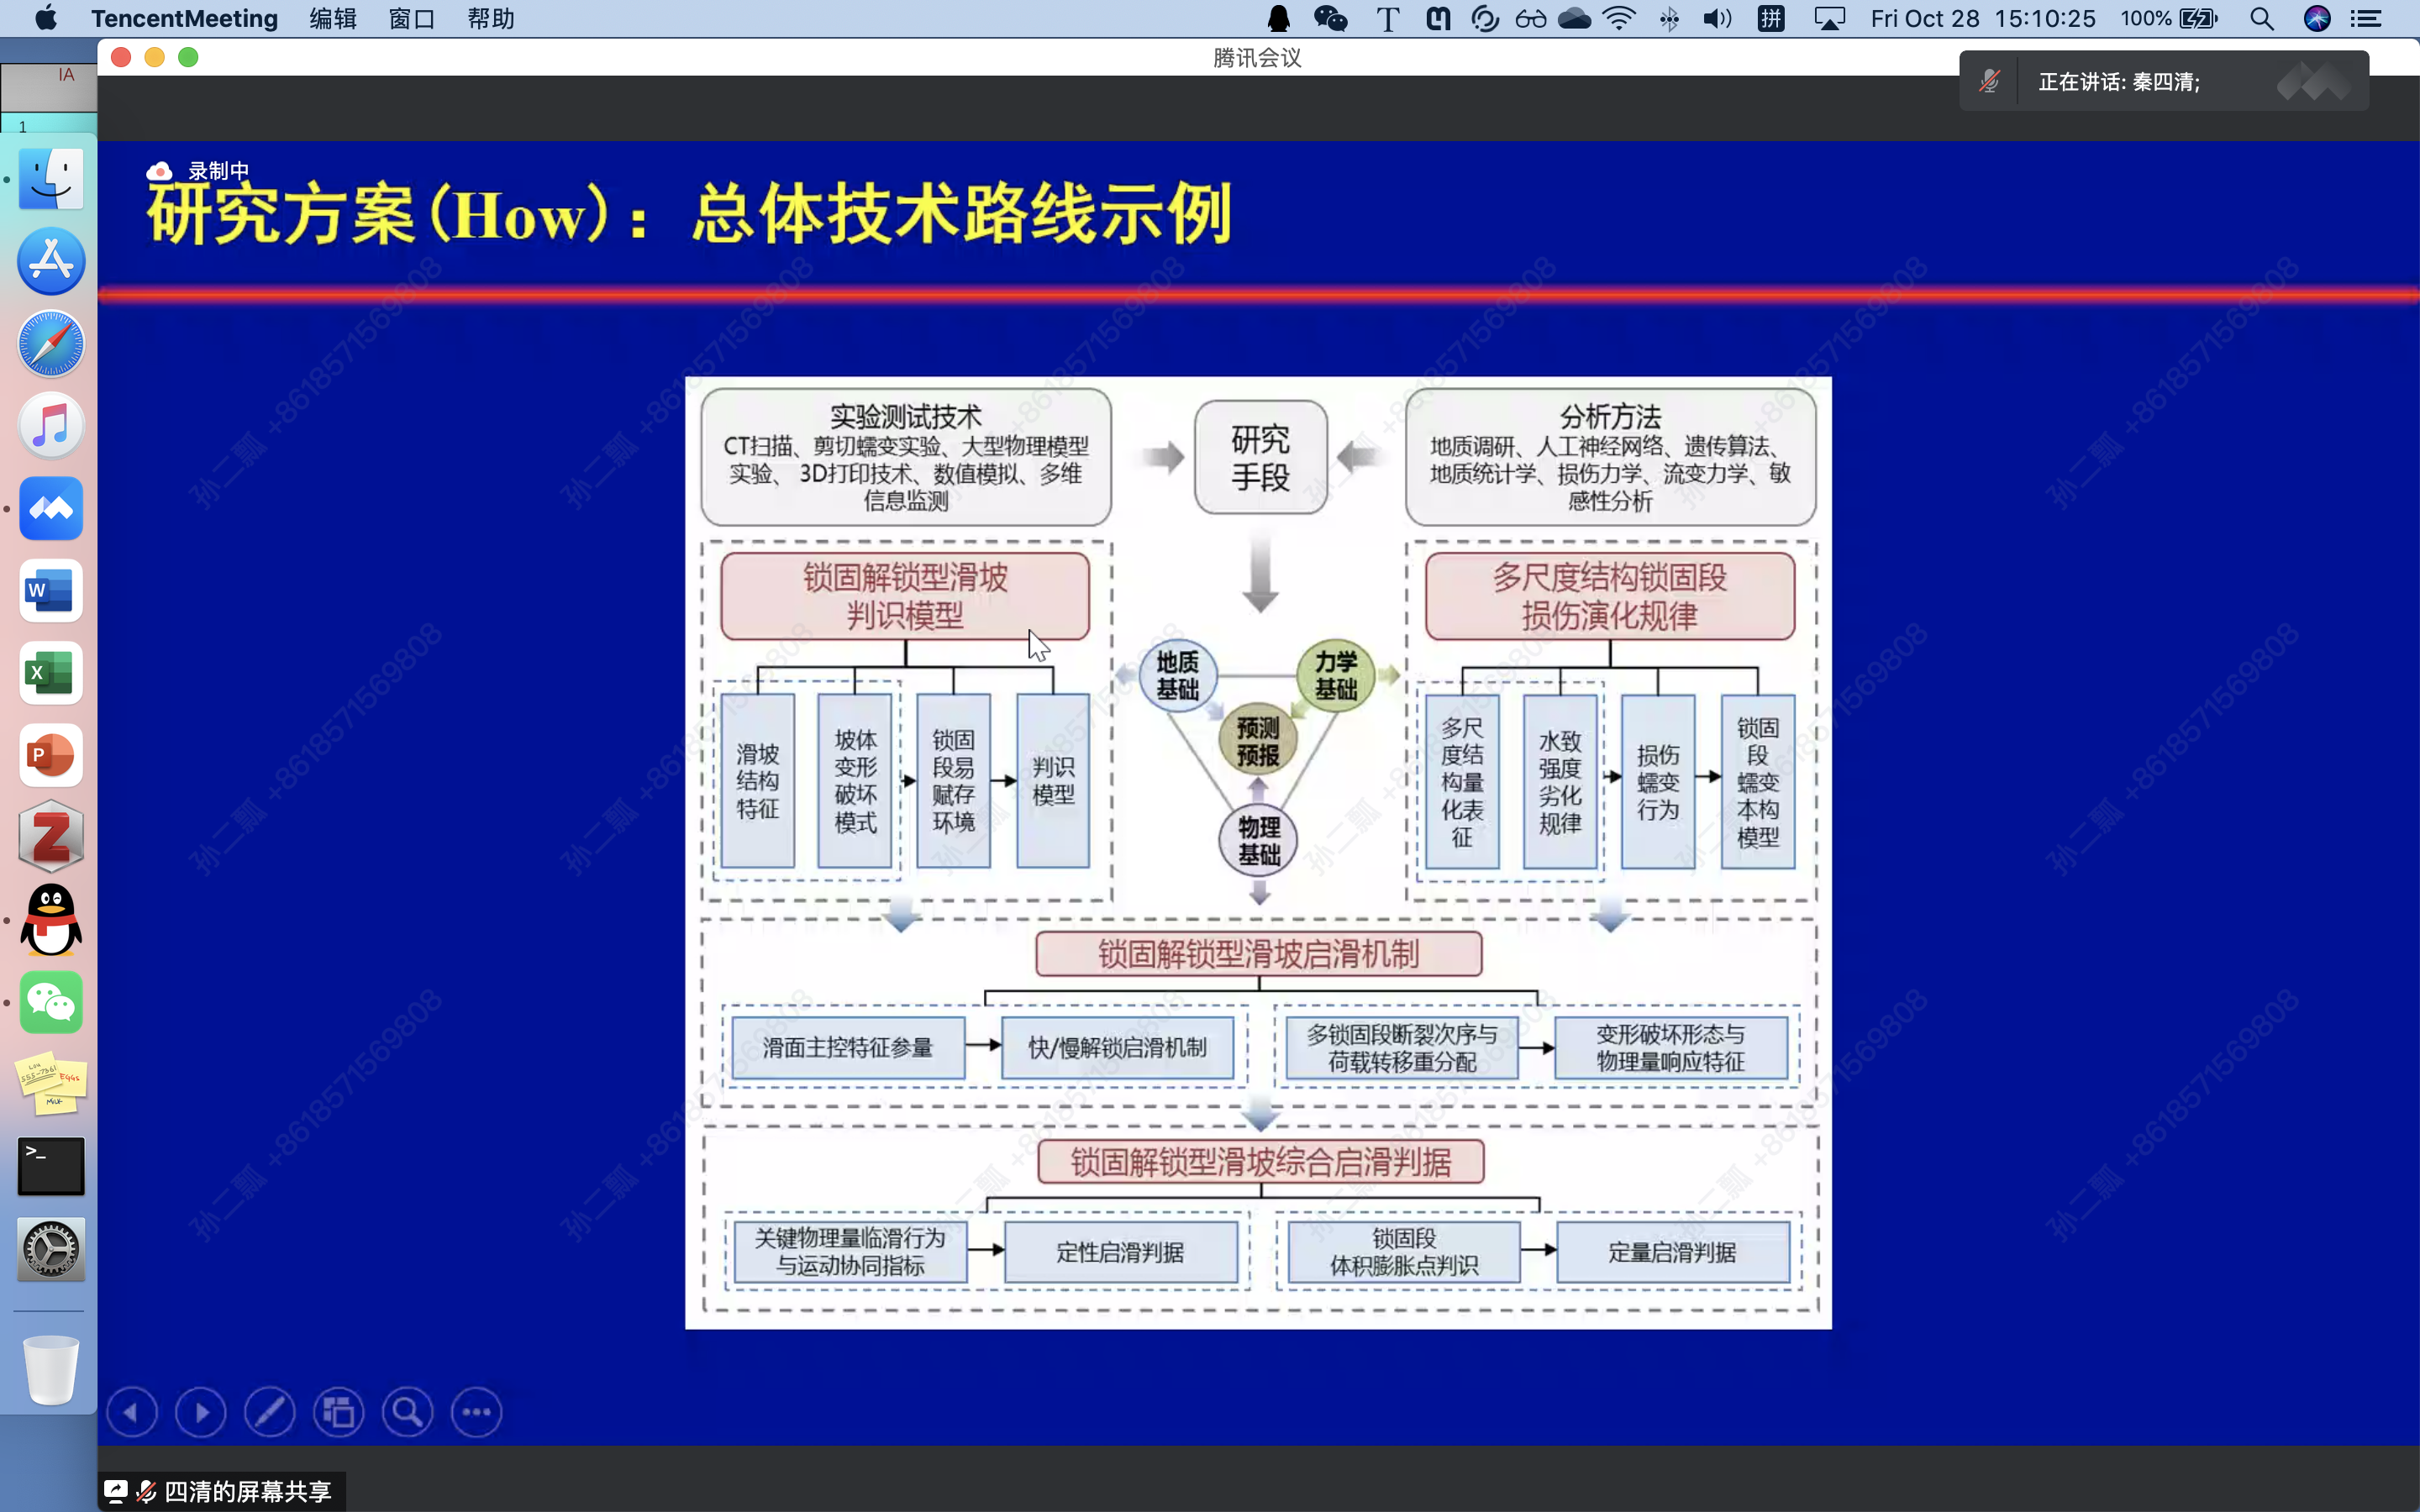 TencentMeeting 编辑 窗口 帮助
拼 Fri Oct 28 15:10:25 100%
腾讯会议
IA
1
正在讲话: 秦四清;
录制中
研究方案(How)：总体技术路线示例
实验测试技术
CT扫描、剪切蠕变实验、大型物理模型
实验、3D打印技术、数值模拟、多维
信息监测
研究
手段
分析方法
地质调研、人工神经网络、遗传算法、
地质统计学、损伤力学、流变力学、敏
感性分析
锁固解锁型滑坡
判识模型
滑坡
结构
特征
坡体
变形
破坏
模式
锁固
段易
赋存
环境
判识
模型
地质
基础
力学
基础
预测
预报
物理
基础
多尺度结构锁固段
损伤演化规律
多尺
度结
构量
化表
征
水致
强度
劣化
规律
损伤
蠕变
行为
锁固
段
蠕变
本构
模型
锁固解锁型滑坡启滑机制
滑面主控特征参量
快/慢解锁启滑机制
多锁固段断裂次序与
荷载转移重分配
变形破坏形态与
物理量响应特征
锁固解锁型滑坡综合启滑判据
关键物理量临滑行为
与运动协同指标
定性启滑判据
锁固段
体积膨胀点判识
定量启滑判据
孙二瓢 +8618571569808
四清的屏幕共享